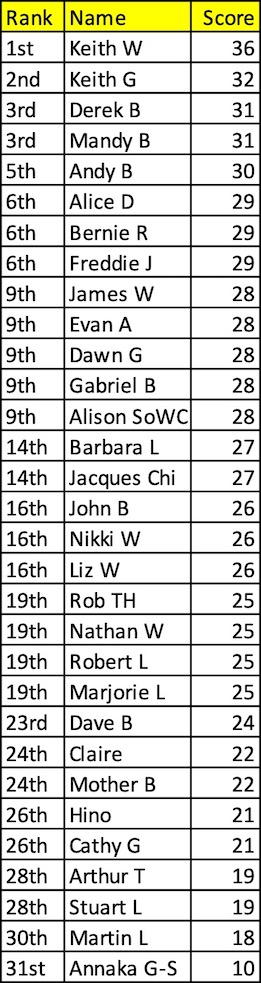 Rank Name Score
1st Keith W 36
2nd Keith G 32
3rd Derek B 31
3rd Mandy B 31
5th Andy B 30
6th Alice D 29
6th Bernie R 29
6th Freddie J 29
9th James W 28
9th Evan A 28
9th Dawn G 28
9th Gabriel B 28
9th Alison SoWC 28
14th Barbara L 27
14th Jacques Chi 27
16th John B 26
16th Nikki W 26
16th Liz W 26
19th Rob TH 25
19th Nathan W 25
19th Robert L 25
19th Marjorie L 25
23rd Dave B 24
24th Claire 22
24th Mother B 22
26th Hino 21
26th Cathy G 21
28th Arthur T 19
28th Stuart L 19
30th Martin L 18
31st Annaka G-S 10